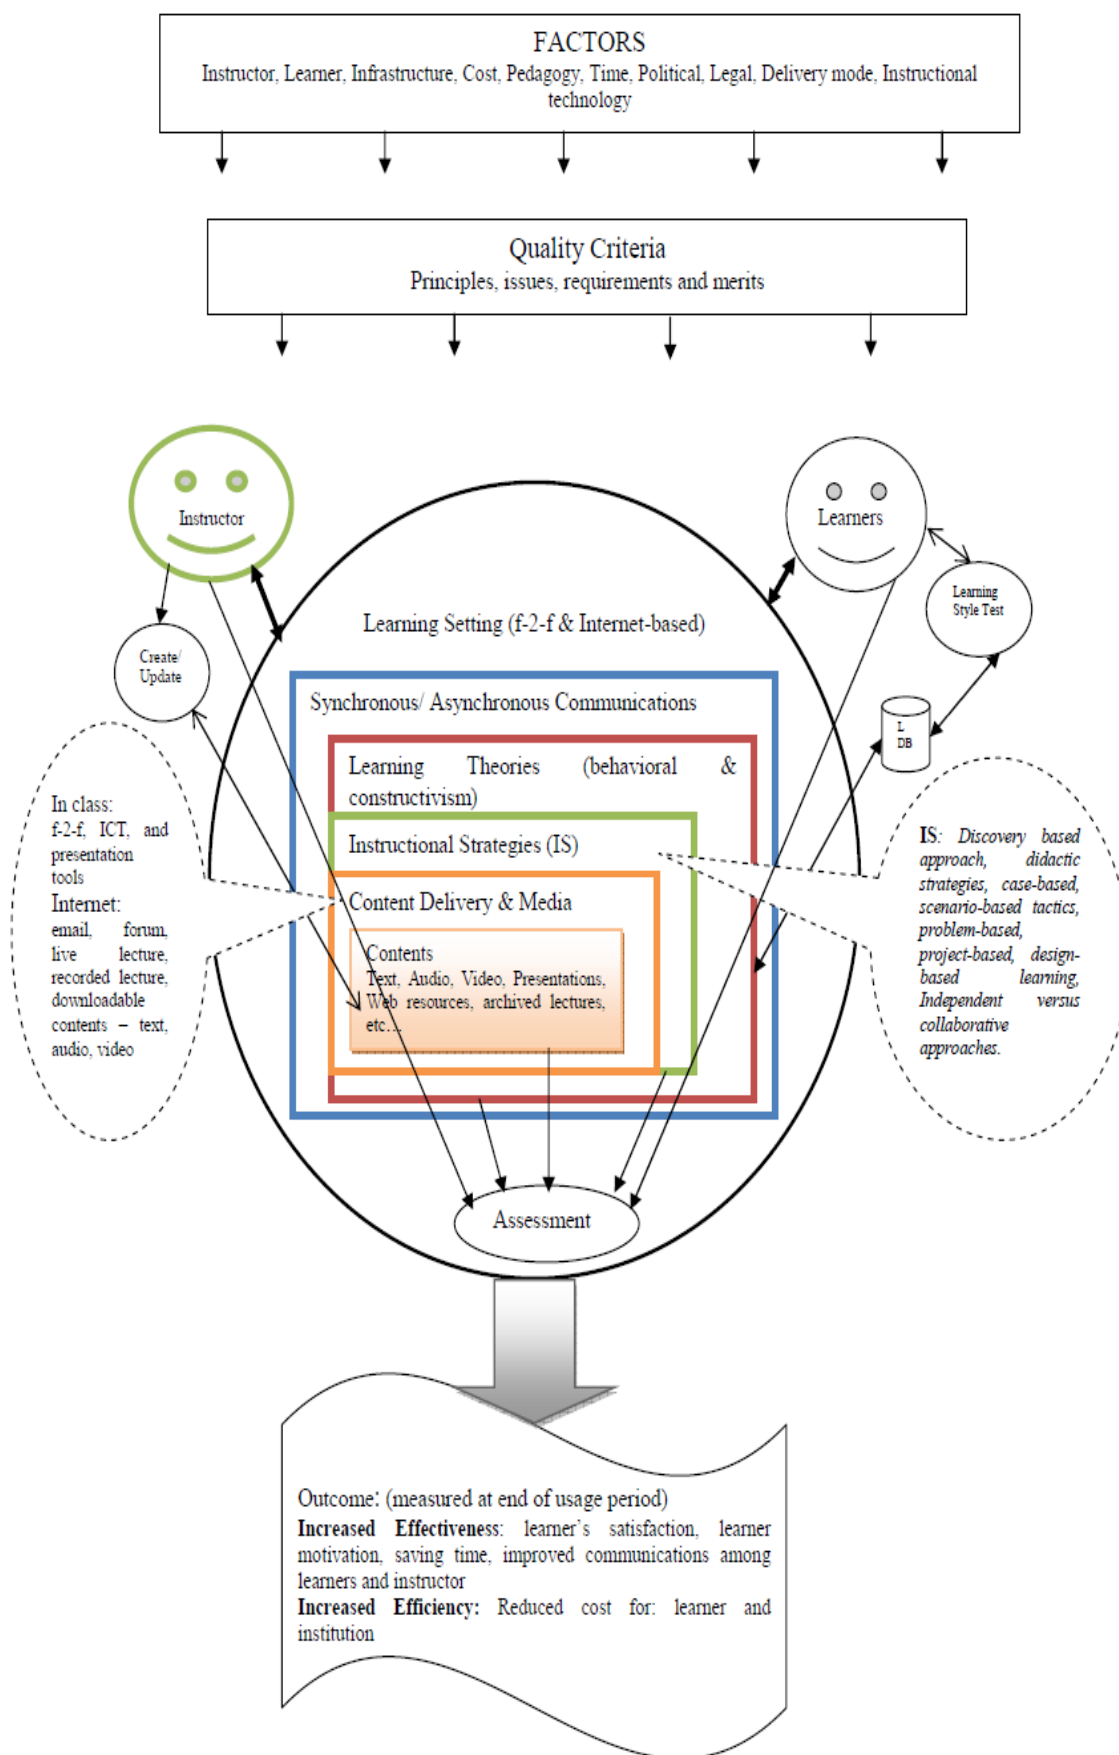 FACTORS
Instructor, Learner, Infrastructure, Cost, Pedagogy, Time, Political, Legal, Delivery mode, Instructional
technology
Quality Criteria
Principles, issues, requirements and merits
Instructor
Learners
Learning
Style Test
Create/
Update
L
DB
Learning Setting (f-2-f & Internet-based)
Synchronous/ Asynchronous Communications
Learning Theories (behavioral &
constructivism)
Instructional Strategies (IS)
Content Delivery & Media
Contents
Text, Audio, Video, Presentations,
Web resources, archived lectures,
etc…
In class:
f-2-f, ICT, and
presentation
tools
Internet:
email, forum,
live lecture,
recorded lecture,
downloadable
contents – text,
audio, video
IS: Discovery based
approach, didactic
strategies, case-based,
scenario-based tactics,
problem-based,
project-based, design-
based learning,
Independent versus
collaborative
approaches.
Assessment
Outcome: (measured at end of usage period)
Increased Effectiveness: learner's satisfaction, learner
motivation, saving time, improved communications among
learners and instructor
Increased Efficiency: Reduced cost for: learner and
institution